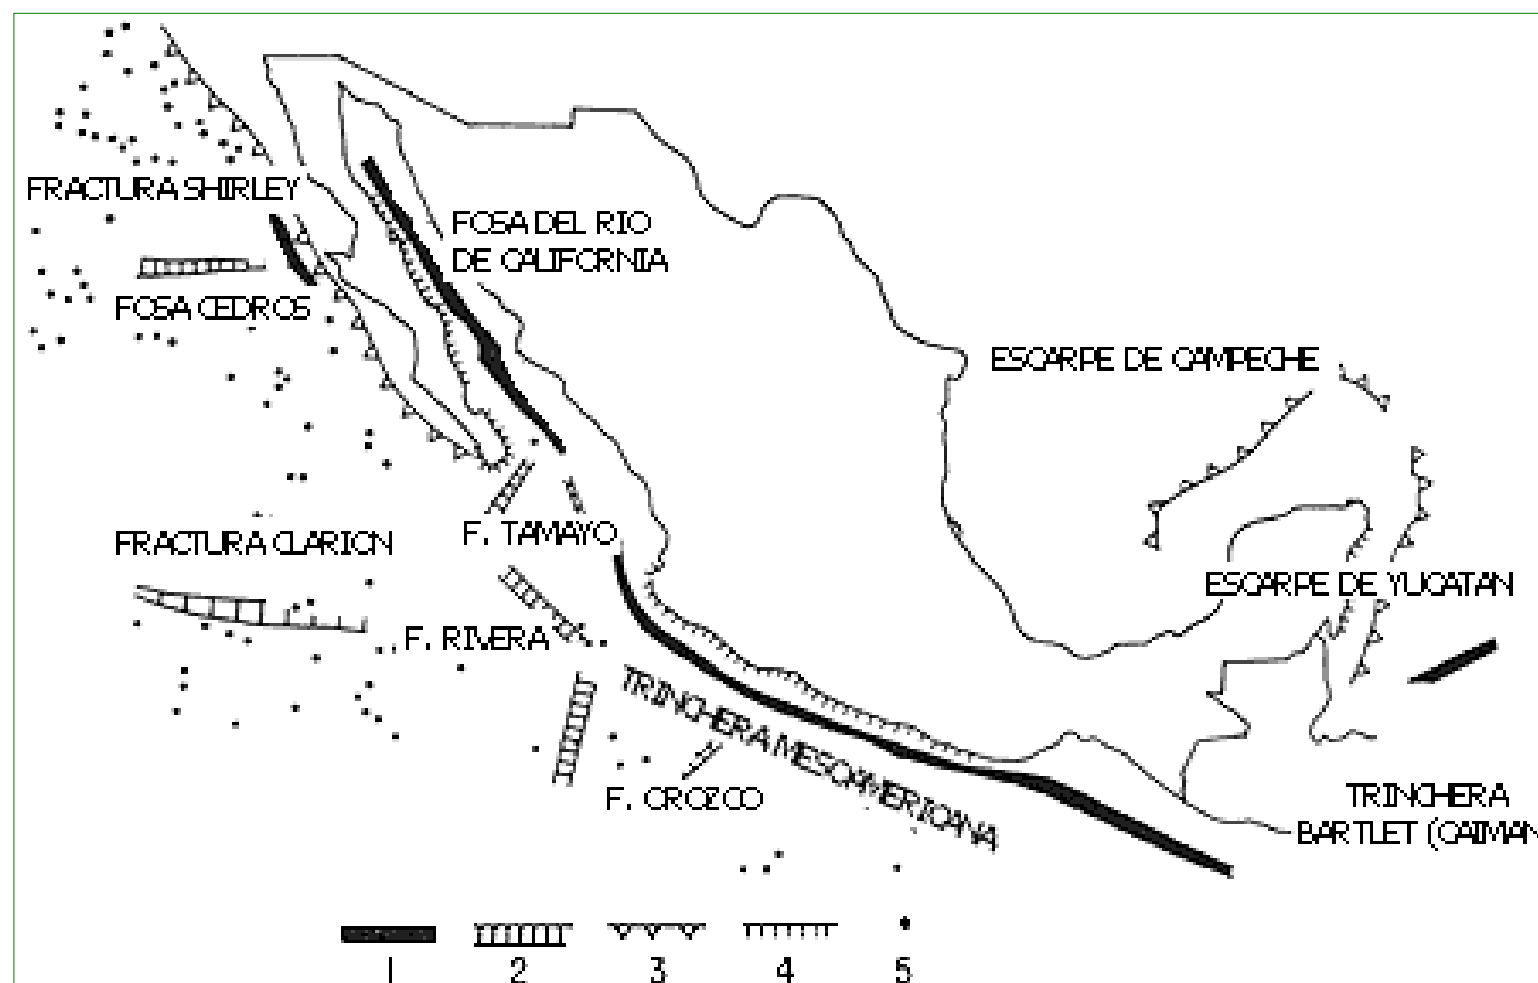 FRACTURA SHIRLEY
FOSA DEL RIO
DE CALIFORNIA
FOSA CEDROS
ESCARPE DE CAMPECHE
F. TAMAYO
FRACTURA CLARION
ESCARPE DE YUCATAN
F. RIVERA
TRINCHERA MESOAMERICANA
F. OROZCO
TRINCHERA
BARTLET (CAIMAN
1 2 3 4 5